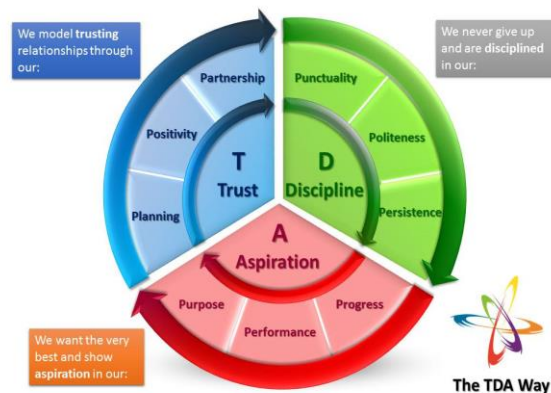 We model trusting
relationships through
our:
We never give up
and are disciplined
in our:
Partnership
Positivity
Planning
T
Trust
Punctuality
Politeness
Persistence
D
Discipline
A
Aspiration
Purpose
Performance
Progress
We want the very
best and show
aspiration in our:
The TDA Way